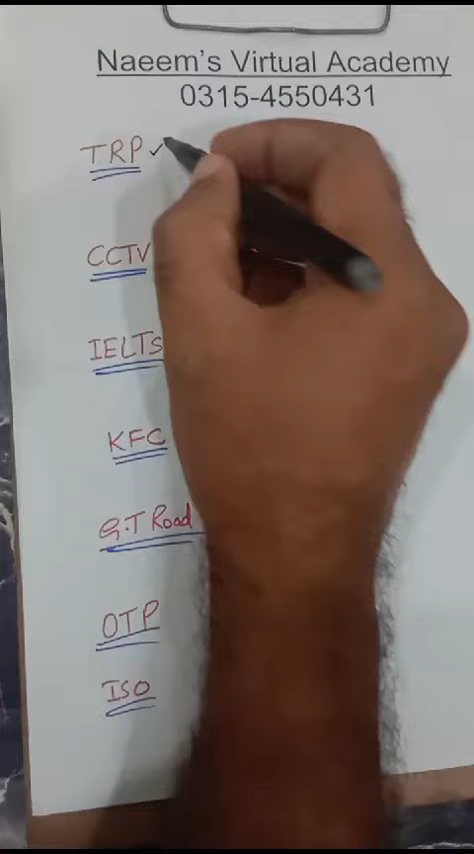 Naeem's Virtual Academy
0315-4550431
TRP
CCTV
IELTS
KFC
G.T Road
OTP
ISO